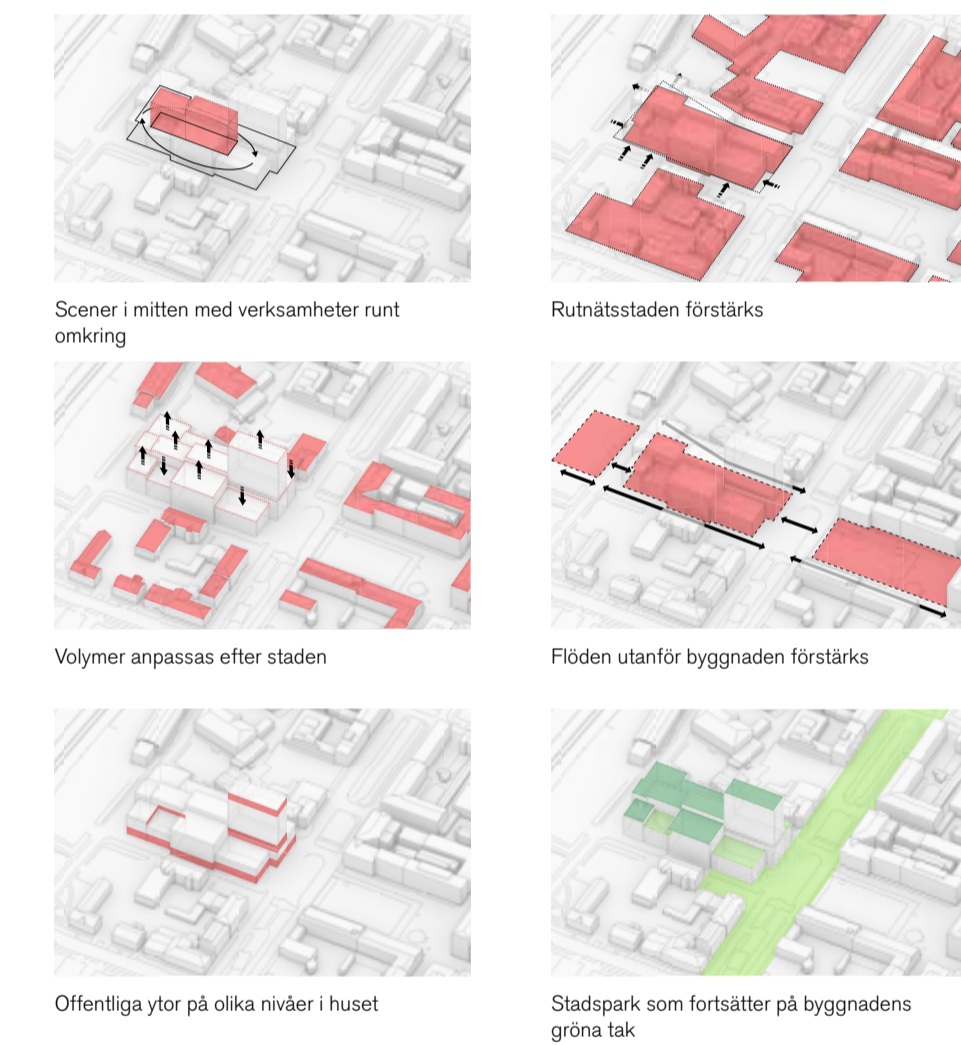 Scener i mitten med verksamheter runt
omkring
Rutnätsstaden förstärks
Volymer anpassas efter staden
Flöden utanför byggnaden förstärks
Offentliga ytor på olika nivåer i huset
Stadspark som fortsätter på byggnadens
gröna tak